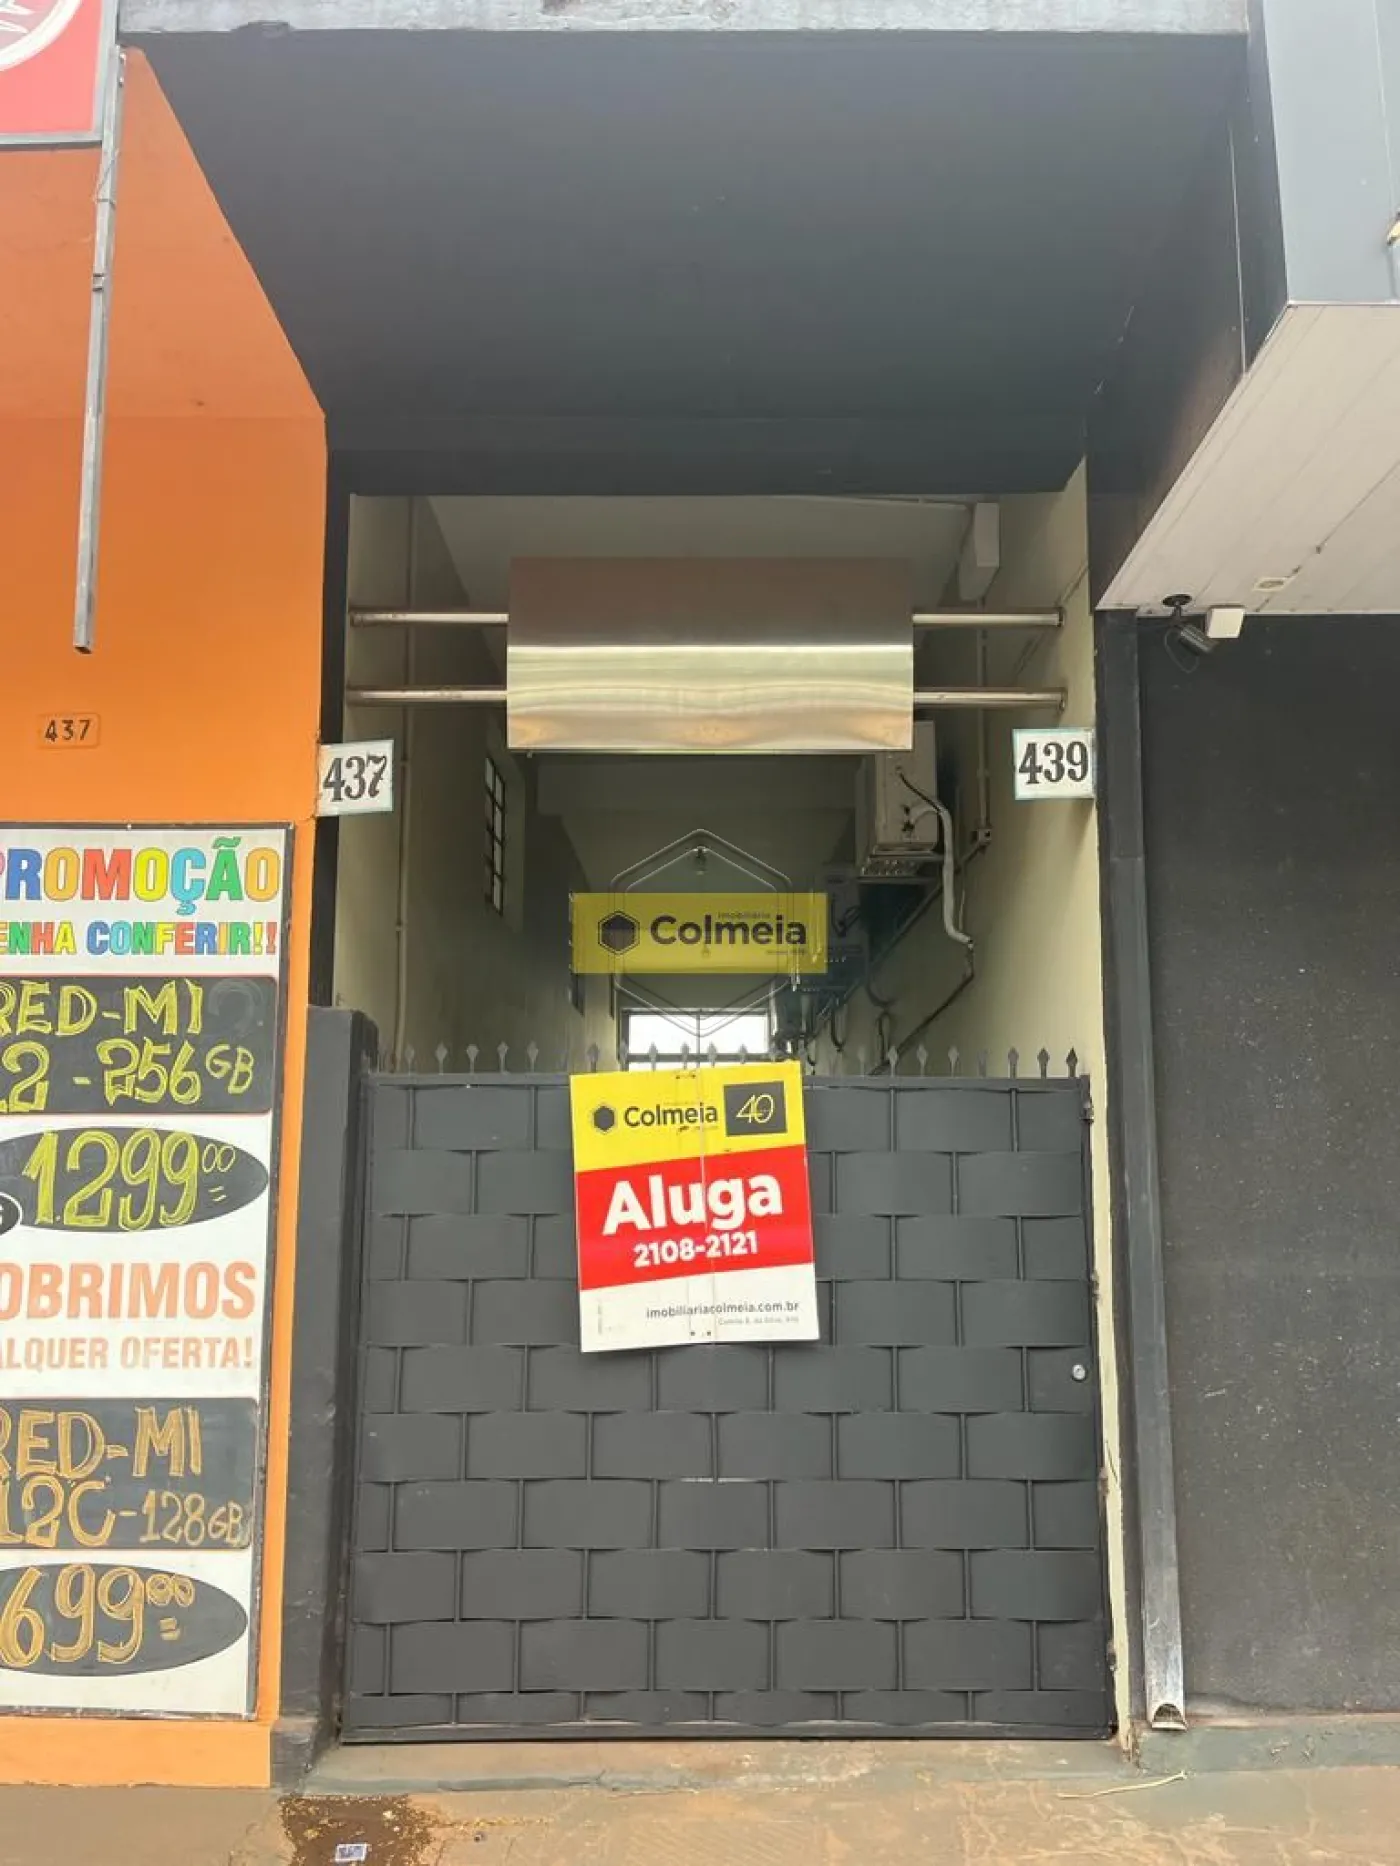 437
437
439
PROMOÇÃO
ENHA CONFERIR!!
RED-MI
2 - 256GB
1.299,00
OBRIMOS
ALQUER OFERTA!
RED-MI
12C-128GB
699,00
imobiliária
Colmeia
Colmeia 40
Aluga
2108-2121
imobiliariacolmeia.com.br